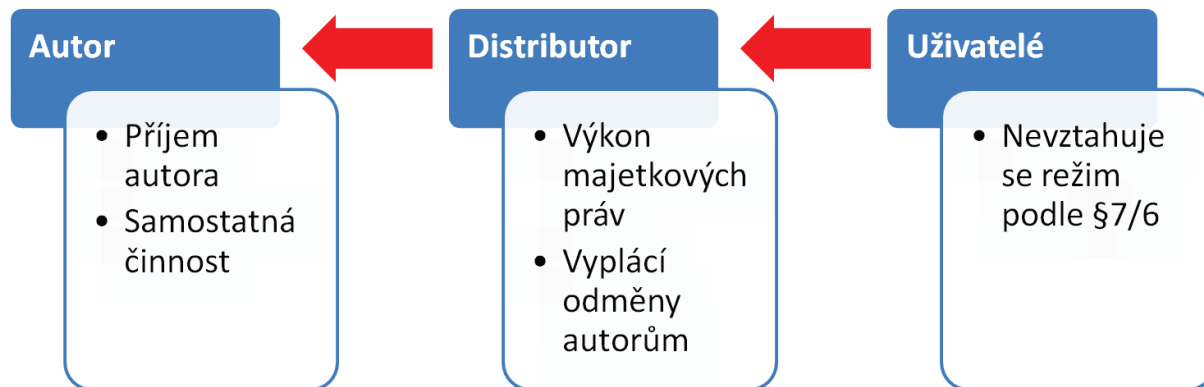 Autor
• Příjem
autora
• Samostatná
činnost
Distributor
• Výkon
majetkových
práv
• Vyplácí
odměny
autorům
Uživatelé
• Nevztahuje
se režim
podle §7/6